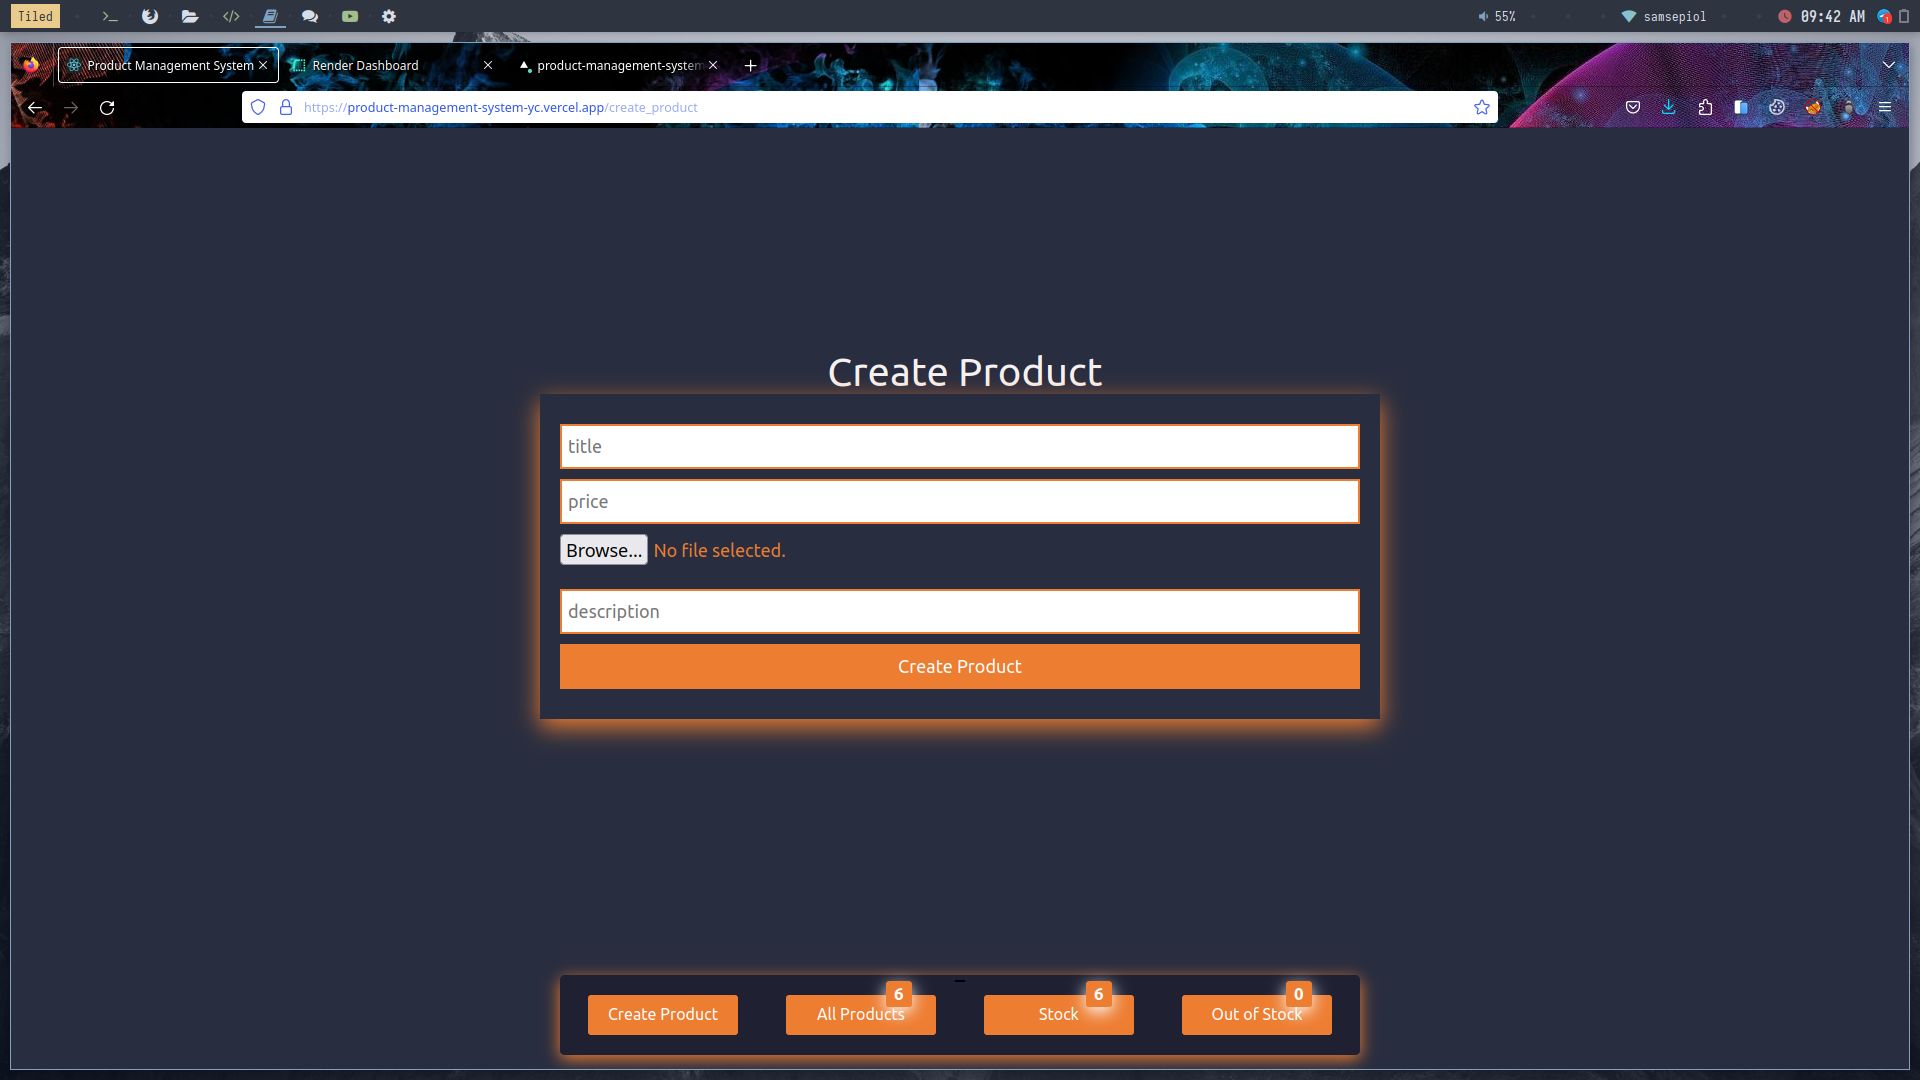 Tiled
55%
samsepiol
09:42 AM
1
Product Management System
Render Dashboard
product-management-system
https://product-management-system-yc.vercel.app/create_product
Create Product
title
price
Browse... No file selected.
description
Create Product
Create Product
All Products 6
Stock 6
Out of Stock 0